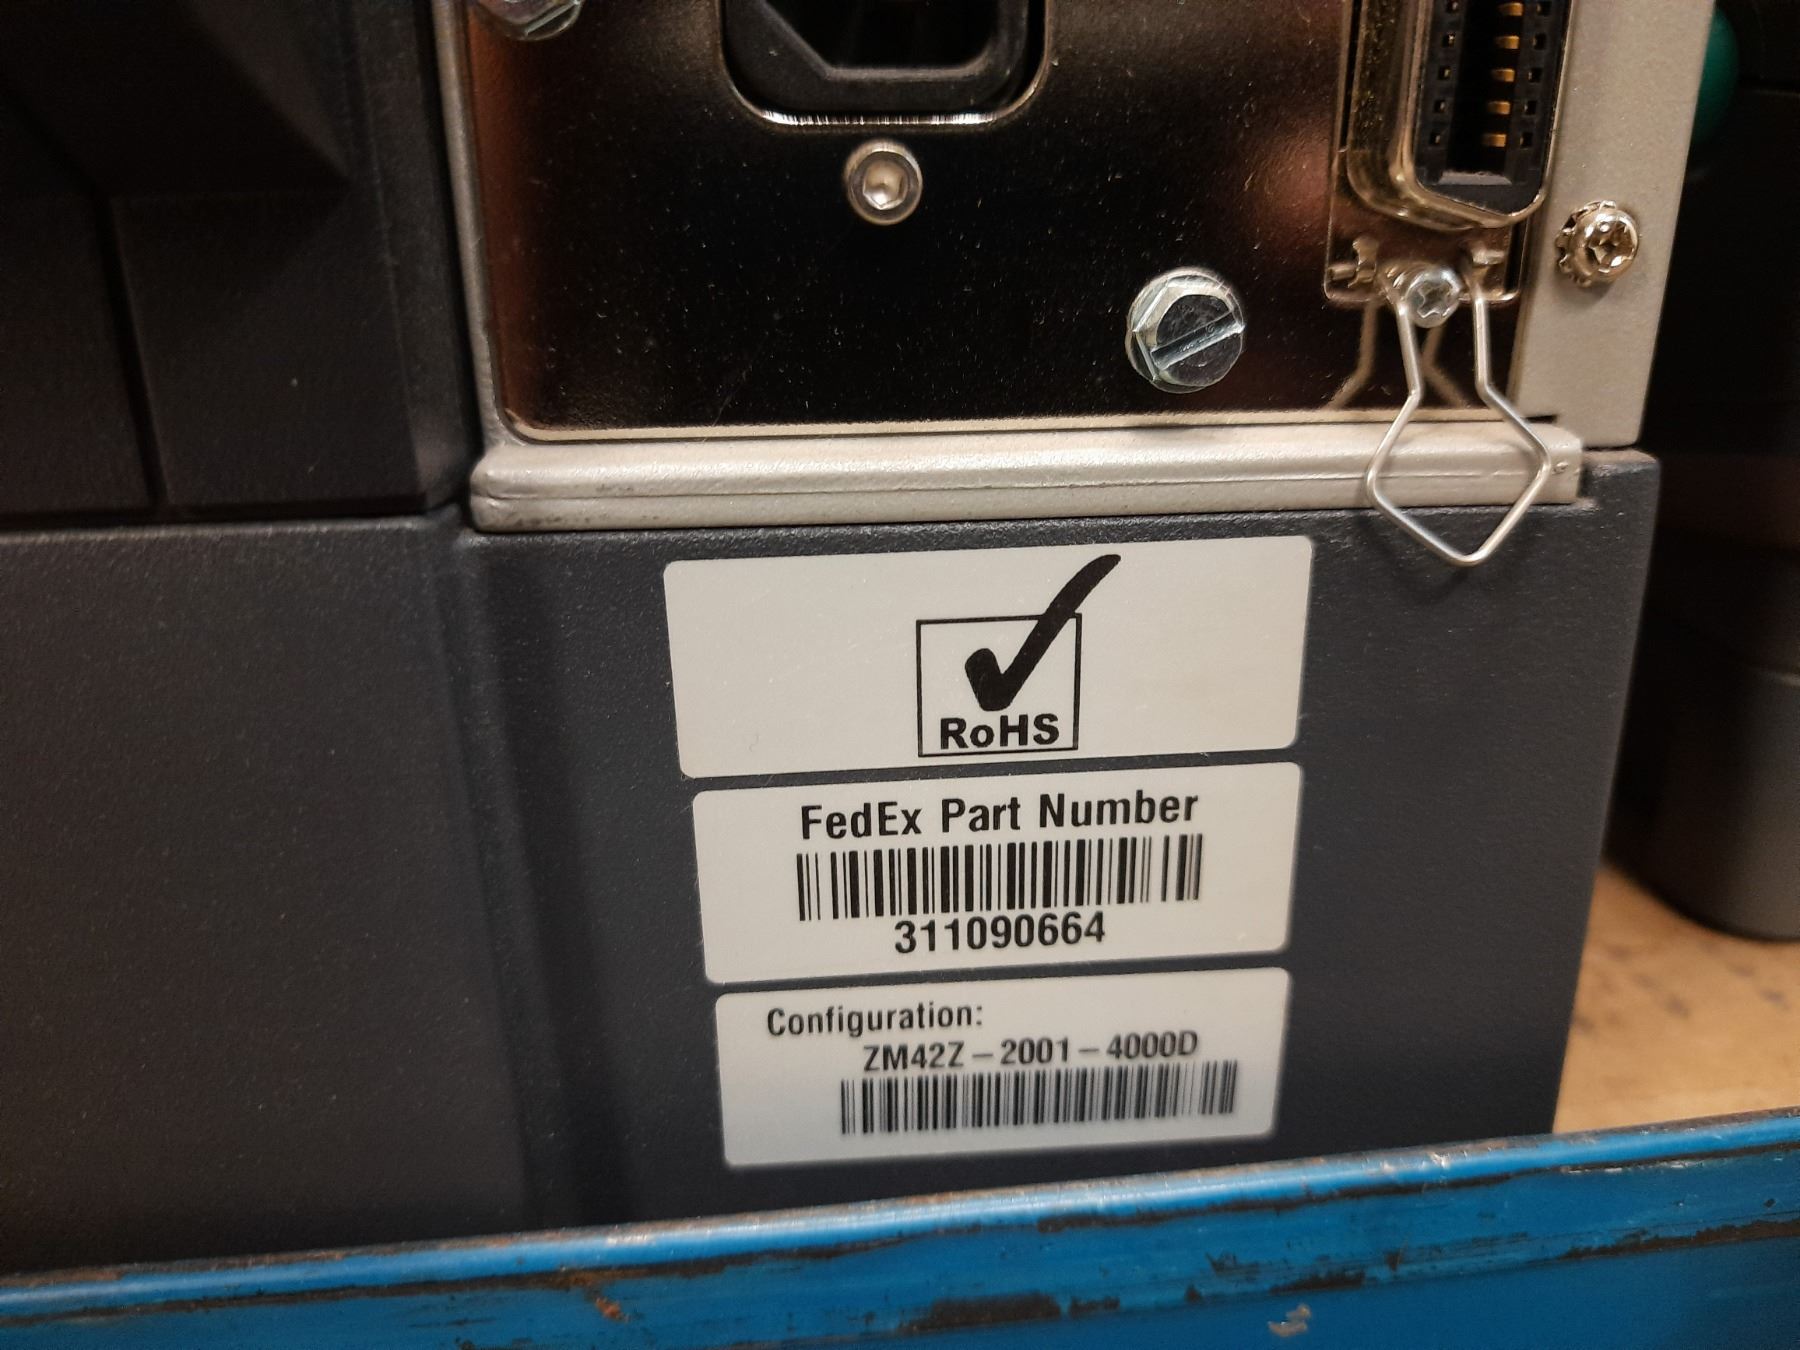 RoHS
FedEx Part Number
311090664
Configuration:
ZM42Z-2001-4000D